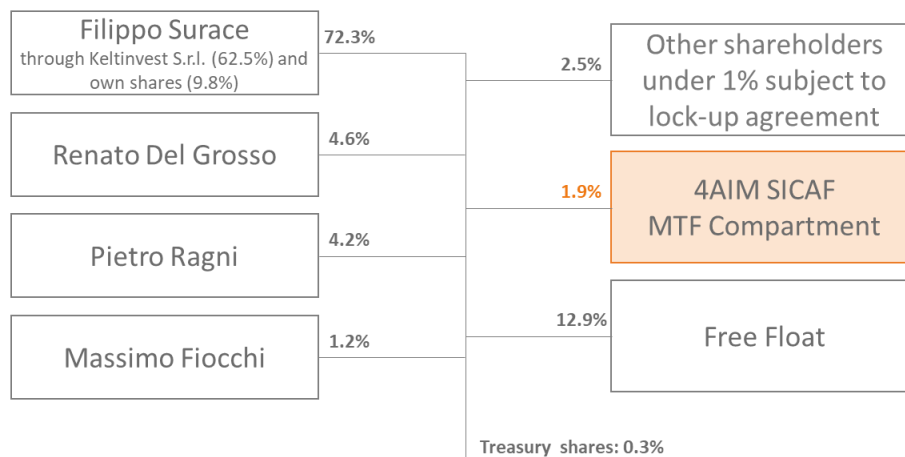 Filippo Surace
through Keltinvest S.r.l. (62.5%) and
own shares (9.8%)
72.3%
Renato Del Grosso
4.6%
Pietro Ragni
4.2%
Massimo Fiocchi
1.2%
2.5%
Other shareholders
under 1% subject to
lock-up agreement
1.9%
4AIM SICAF
MTF Compartment
12.9%
Free Float
Treasury shares: 0.3%